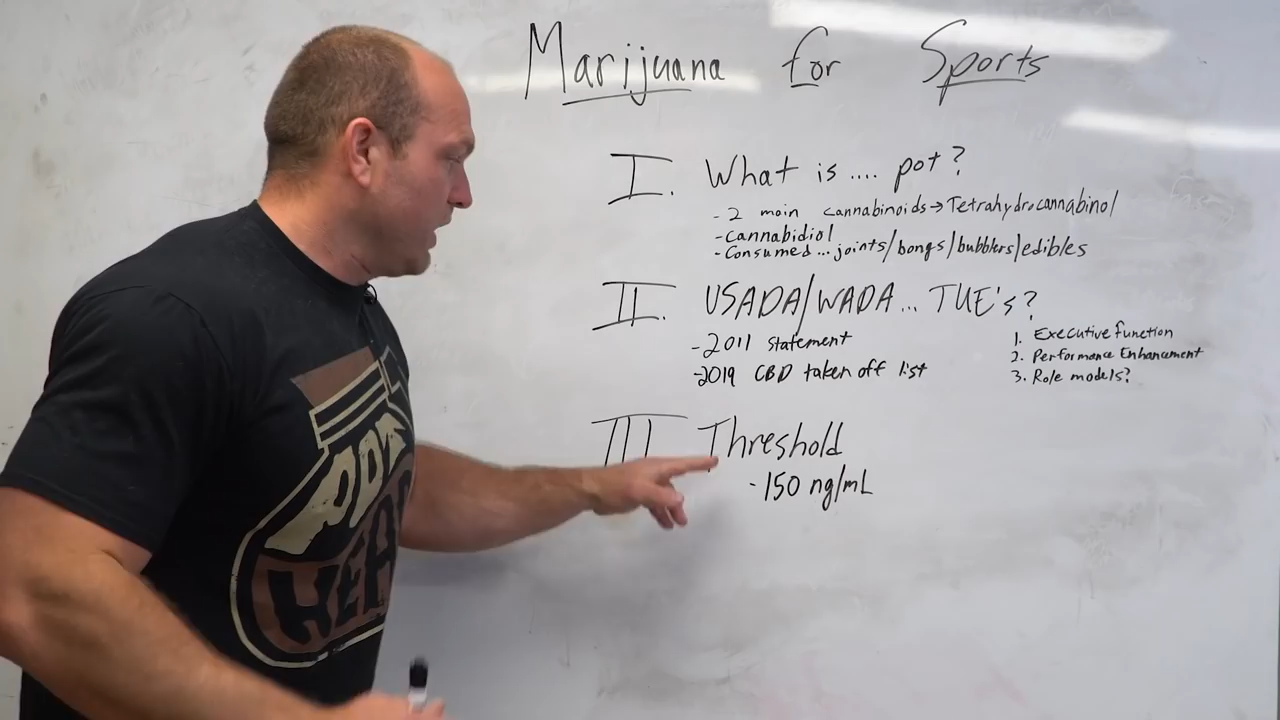 Marijuana for Sports
I. What is .... pot?
- 2 main cannabinoids → Tetrahydrocannabinol
- Cannabidiol
- Consumed... joints/bongs/bubblers/edibles
II. USADA/WADA... TUE's?
- 2011 statement
- 2019 CBD taken off list
1. Executive function
2. Performance Enhancement
3. Role models?
III Threshold
- 150 ng/mL
POT
HEAD